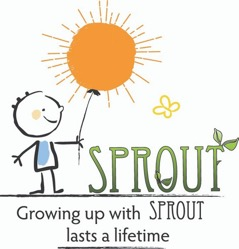 SPROUT
Growing up with SPROUT
lasts a lifetime